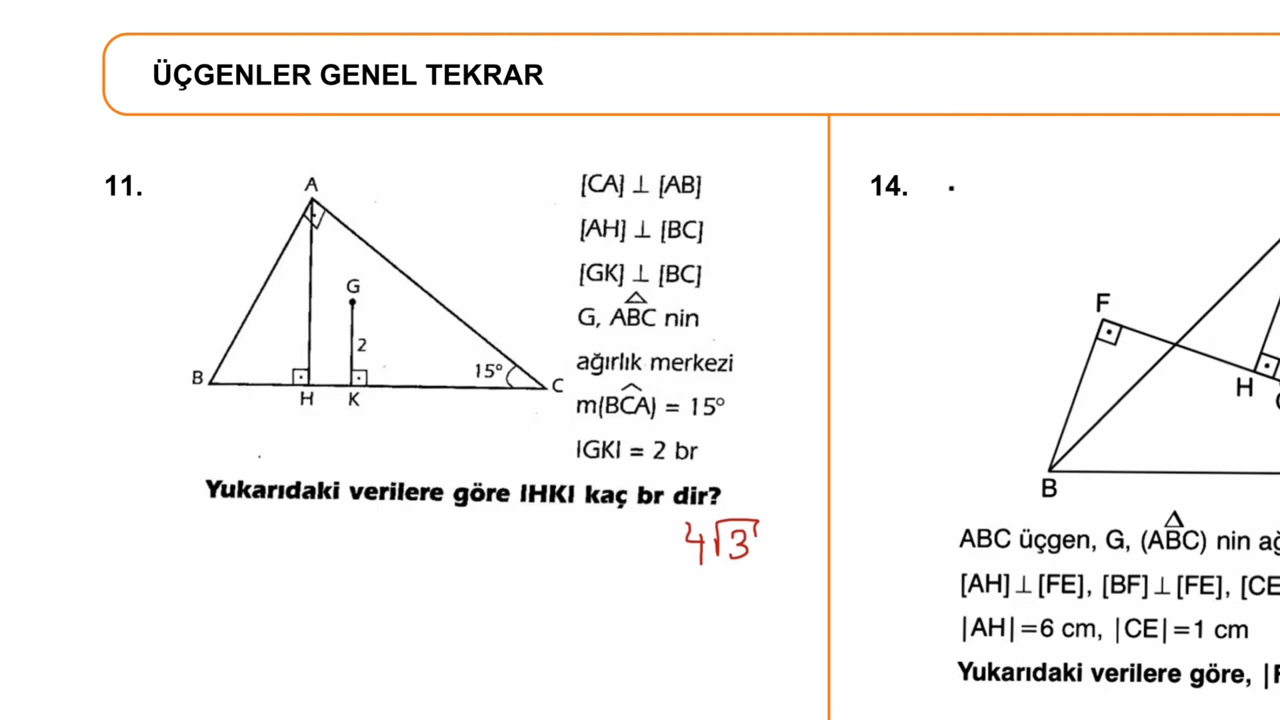 ÜÇGENLER GENEL TEKRAR
11.
A
G
2
15°
B
H
K
C
[CA] ⊥ [AB]
[AH] ⊥ [BC]
[GK] ⊥ [BC]
G, ABC nin
ağırlık merkezi
m(BCA) = 15°
IGKI = 2 br
Yukarıdaki verilere göre IHKI kaç br dir?
4√3
14.
F
H
B
ABC üçgen, G, (ABC) nin
[AH]⊥[FE], [BF]⊥[FE], [CE
|AH|=6 cm, |CE|=1 cm
Yukarıdaki verilere göre, |F